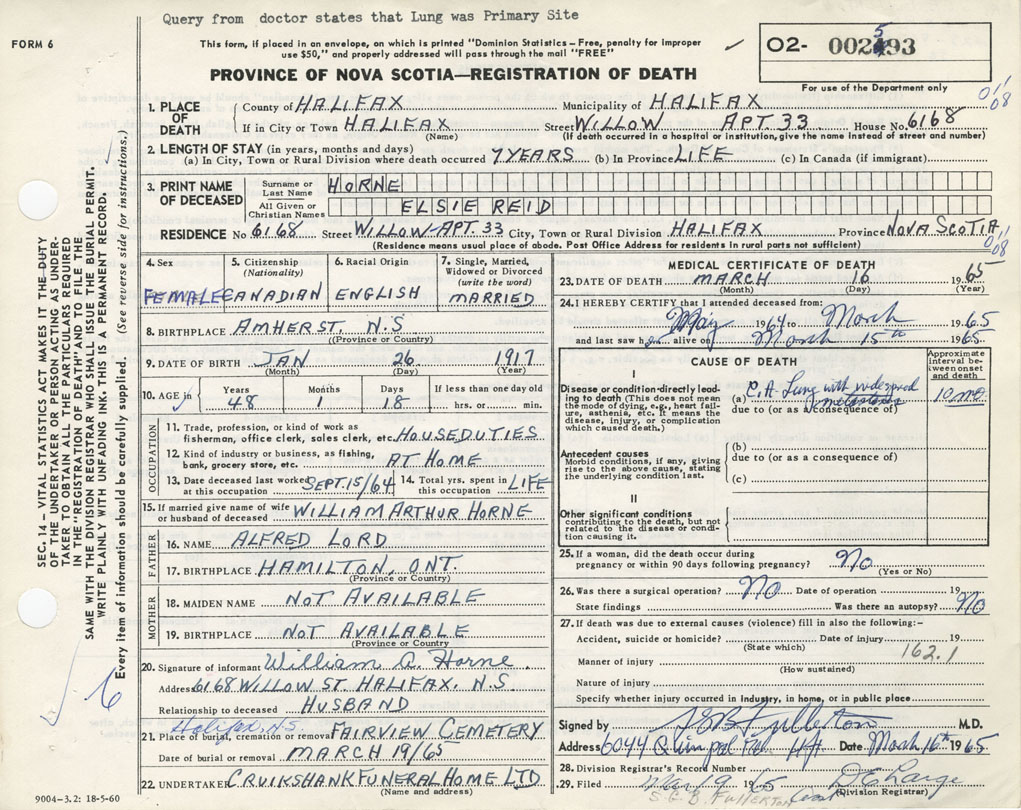 Query from doctor states that Lung was Primary Site
FORM 6
This form, if placed in an envelope, on which is printed "Dominion Statistics – Free, penalty for improper
use $50," and properly addressed will pass through the mail "FREE"
O2- 002493
5
PROVINCE OF NOVA SCOTIA—REGISTRATION OF DEATH
For use of the Department only
1. PLACE OF DEATH
County of HALIFAX Municipality of HALIFAX
If in City or Town HALIFAX Street WILLOW APT. 33 House No. 6168
(Name) (If death occurred in a hospital or institution, give the name instead of street and number)
2. LENGTH OF STAY (in years, months and days)
(a) In City, Town or Rural Division where death occurred 7 YEARS (b) In Province LIFE (c) In Canada (if immigrant)
3. PRINT NAME OF DECEASED
Surname or Last Name HORNE
All Given or Christian Names ELSIE REID
RESIDENCE No 6168 Street WILLOW-APT. 33 City, Town or Rural Division HALIFAX Province NOVA SCOTIA
(Residence means usual place of abode. Post Office Address for residents in rural parts not sufficient)
4. Sex FEMALE
5. Citizenship (Nationality) CANADIAN
6. Racial Origin ENGLISH
7. Single, Married, Widowed or Divorced (write the word) MARRIED
8. BIRTHPLACE AMHERST. N.S
(Province or Country)
9. DATE OF BIRTH JAN 26 1917
(Month) (Day) (Year)
10. AGE in Years 48 Months 1 Days 18 If less than one day old hrs. or min.
OCCUPATION
11. Trade, profession, or kind of work as
fisherman, office clerk, sales clerk, etc. HOUSEDUTIES
12. Kind of industry or business, as fishing,
bank, grocery store, etc. AT HOME
13. Date deceased last worked at this occupation SEPT. 15/64 14. Total yrs. spent in this occupation LIFE
15. If married give name of wife or husband of deceased WILLIAM ARTHUR HORNE
FATHER
16. NAME ALFRED LORD
17. BIRTHPLACE HAMILTON, ONT.
(Province or Country)
MOTHER
18. MAIDEN NAME NOT AVAILABLE
19. BIRTHPLACE NOT AVAILABLE
(Province or Country)
20. Signature of informant William A. Horne.
Address 6168 WILLOW ST. HALIFAX. N.S.
Relationship to deceased HUSBAND
Halifax, N.S.
21. Place of burial, cremation or removal FAIRVIEW CEMETERY
Date of burial or removal MARCH 19/65
22. UNDERTAKER CRUIKSHANK FUNERAL HOME LTD
(Name and address)
9004–3.2: 18-5-60
MEDICAL CERTIFICATE OF DEATH
23. DATE OF DEATH MARCH 16 1965
(Month) (Day) (Year)
24. I HEREBY CERTIFY that I attended deceased from:
May 1964 to March 1965
and last saw h er alive on March 15th 1965
CAUSE OF DEATH
Approximate interval between onset and death
I
Disease or condition directly leading to death (This does not mean the mode of dying, e.g., heart failure, asthenia, etc. It means the disease, injury, or complication which caused death.)
(a) C.A. Lung with widespread metastases 10 mo.
due to (or as a consequence of)
Antecedent causes
Morbid conditions, if any, giving rise to the above cause, stating the underlying condition last.
(b)
due to (or as a consequence of)
(c)
II
Other significant conditions
contributing to the death, but not related to the disease or condition causing it.
25. If a woman, did the death occur during
pregnancy or within 90 days following pregnancy? No
(Yes or No)
26. Was there a surgical operation? No Date of operation 19
State findings Was there an autopsy? No
27. If death was due to external causes (violence) fill in also the following:–
Accident, suicide or homicide? Date of injury 19
(State which)
162.1
Manner of injury
(How sustained)
Nature of injury
Specify whether injury occurred in industry, in home, or in public place
Signed by S.G.B. Fullerton M.D.
Address 6044 Quinpool Rd Hfx Date March 16th 1965
28. Division Registrar's Record Number
29. Filed Mar. 19 1965
S.G.B. FULLERTON
(Division Registrar)
SEC. 14 – VITAL STATISTICS ACT MAKES IT THE DUTY
OF THE UNDERTAKER OR PERSON ACTING AS UNDER-
TAKER TO OBTAIN ALL THE PARTICULARS REQUIRED
IN THE "REGISTRATION OF DEATH" AND TO FILE THE
SAME WITH THE DIVISION REGISTRAR WHO SHALL ISSUE THE BURIAL PERMIT.
WRITE PLAINLY WITH UNFADING INK. THIS IS A PERMANENT RECORD.
Every item of information should be carefully supplied. (See reverse side for instructions.)
6